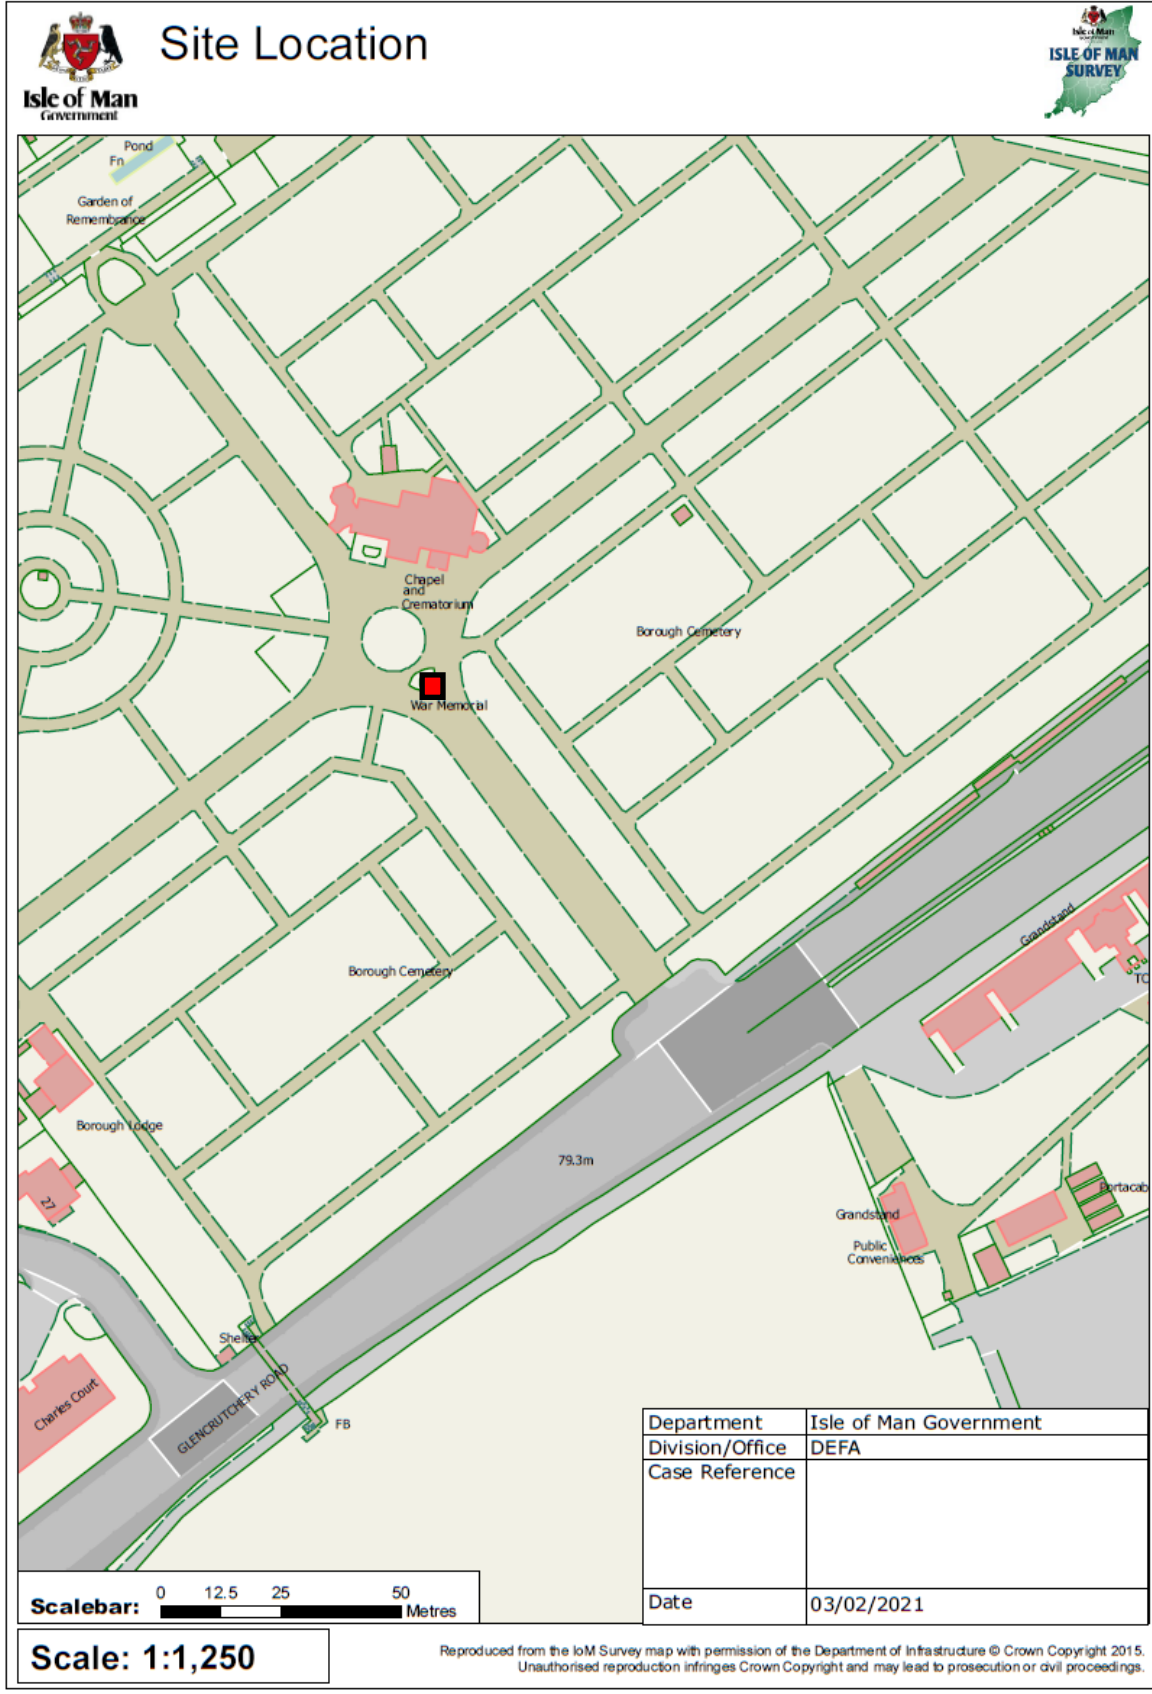 Site Location
Isle of Man
Government
Isle of Man
Government
ISLE OF MAN
SURVEY
Pond
Fn
Garden of
Remembrance
Chapel
and
Crematorium
Borough Cemetery
War Memorial
Grandstand
TC
Borough Cemetery
Borough Lodge
27
79.3m
Portacab
Grandstand
Public
Conveniences
Shelter
GLENCRUTCHERY ROAD
Charles Court
FB
Department Isle of Man Government
Division/Office DEFA
Case Reference
Date 03/02/2021
Scalebar: 0 12.5 25 50 Metres
Scale: 1:1,250
Reproduced from the IoM Survey map with permission of the Department of Infrastructure © Crown Copyright 2015.
Unauthorised reproduction infringes Crown Copyright and may lead to prosecution or civil proceedings.